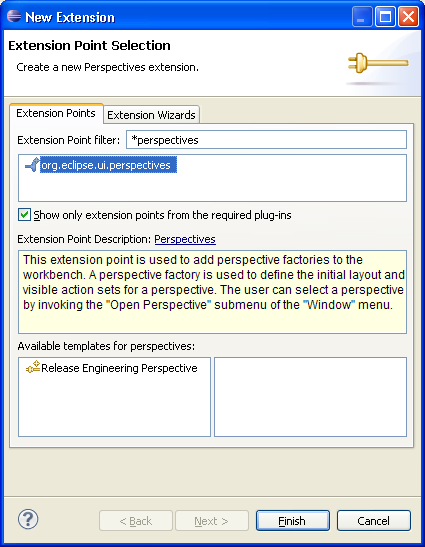 New Extension
Extension Point Selection
Create a new Perspectives extension.
Extension Points
Extension Wizards
Extension Point filter: *perspectives
org.eclipse.ui.perspectives
Show only extension points from the required plug-ins
Extension Point Description: Perspectives
This extension point is used to add perspective factories to the
workbench. A perspective factory is used to define the initial layout and
visible action sets for a perspective. The user can select a perspective
by invoking the "Open Perspective" submenu of the "Window" menu.
Available templates for perspectives:
Release Engineering Perspective
? < Back Next > Finish Cancel